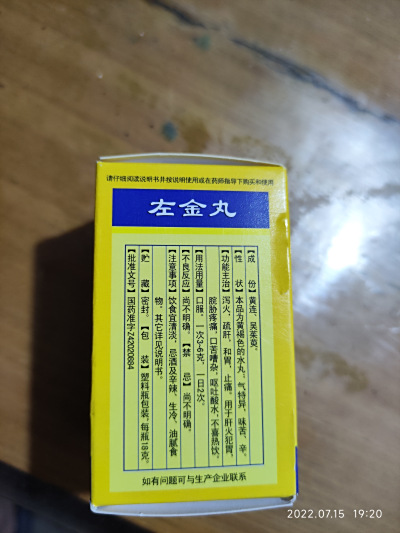 请仔细阅读说明书并按说明使用或在药师指导下购买和使用
左金丸
【成　份】黄连、吴茱萸。
【性　状】本品为黄褐色的水丸；气特异，味苦、辛。
【功能主治】泻火，疏肝，和胃，止痛。用于肝火犯胃，
脘胁疼痛，口苦嘈杂，呕吐酸水，不喜热饮。
【用法用量】口服。一次3-6克，一日2次。
【不良反应】尚不明确。【禁　忌】尚不明确。
【注意事项】饮食宜清淡，忌酒及辛辣、生冷、油腻食
物。其它详见说明书。
【贮　藏】密封。【包　装】塑料瓶包装，每瓶18克。
【批准文号】国药准字Z42020694
如有问题可与生产企业联系
2022.07.15 19:20